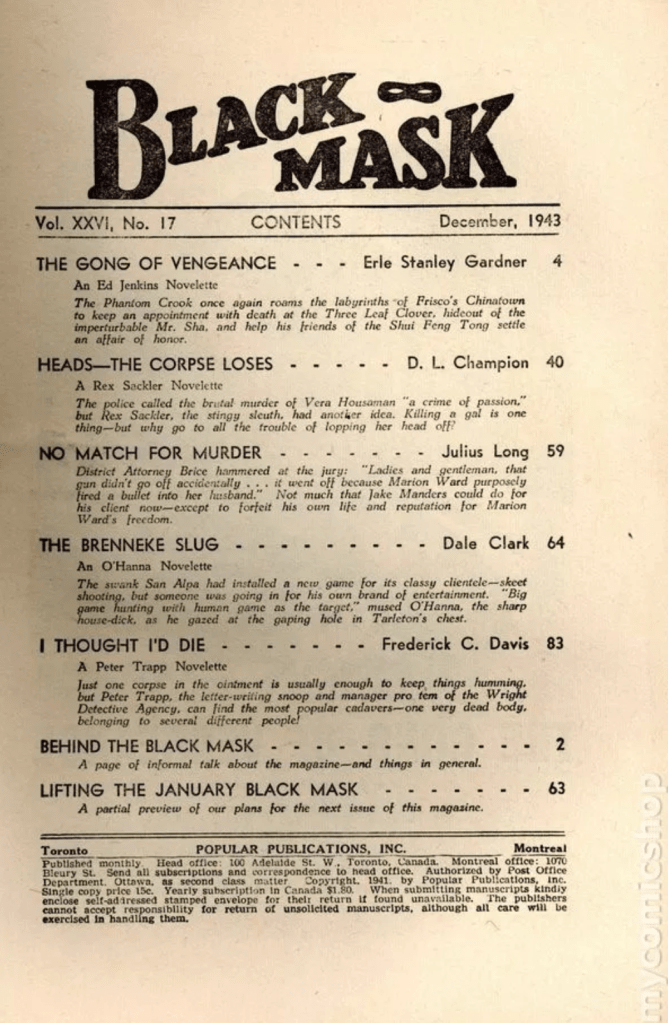 BLACK MASK
Vol. XXVI, No. 17 CONTENTS December, 1943
THE GONG OF VENGEANCE - - - Erle Stanley Gardner 4
An Ed Jenkins Novelette
The Phantom Crook once again roams the labyrinths of Frisco's Chinatown
to keep an appointment with death at the Three Leaf Clover, hideout of the
imperturbable Mr. Sha, and help his friends of the Shui Feng Tong settle
an affair of honor.
HEADS—THE CORPSE LOSES - - - - - D. L. Champion 40
A Rex Sackler Novelette
The police called the brutal murder of Vera Housaman "a crime of passion,"
but Rex Sackler, the stingy sleuth, had another idea. Killing a gal is one
thing—but why go to all the trouble of lopping her head off?
NO MATCH FOR MURDER - - - - - - - Julius Long 59
District Attorney Brice hammered at the jury: "Ladies and gentleman, that
gun didn't go off accidentally . . . it went off because Marion Ward purposely
fired a bullet into her husband." Not much that Jake Manders could do for
his client now—except to forfeit his own life and reputation for Marion
Ward's freedom.
THE BRENNEKE SLUG - - - - - - - - - Dale Clark 64
An O'Hanna Novelette
The swank San Alpa had installed a new game for its classy clientele—skeet
shooting, but someone was going in for his own brand of entertainment. "Big
game hunting with human game as the target," mused O'Hanna, the sharp
house-dick, as he gazed at the gaping hole in Tarleton's chest.
I THOUGHT I'D DIE - - - - - - - Frederick C. Davis 83
A Peter Trapp Novelette
Just one corpse in the ointment is usually enough to keep things humming,
but Peter Trapp, the letter-writing snoop and manager pro tem of the Wright
Detective Agency, can find the most popular cadavers—one very dead body,
belonging to several different people!
BEHIND THE BLACK MASK - - - - - - - - - - - - 2
A page of informal talk about the magazine—and things in general.
LIFTING THE JANUARY BLACK MASK - - - - - - - 63
A partial preview of our plans for the next issue of this magazine.
Toronto POPULAR PUBLICATIONS, INC. Montreal
Published monthly. Head office: 100 Adelaide St. W., Toronto, Canada. Montreal office: 1070
Bleury St. Send all subscriptions and correspondence to head office. Authorized by Post Office
Department, Ottawa, as second class matter Copyright, 1941, by Popular Publications, Inc.
Single copy price 15c. Yearly subscription in Canada $1.80. When submitting manuscripts kindly
enclose self-addressed stamped envelope for their return if found unavailable. The publishers
cannot accept responsibility for return of unsolicited manuscripts, although all care will be
exercised in handling them.
mycomicshop